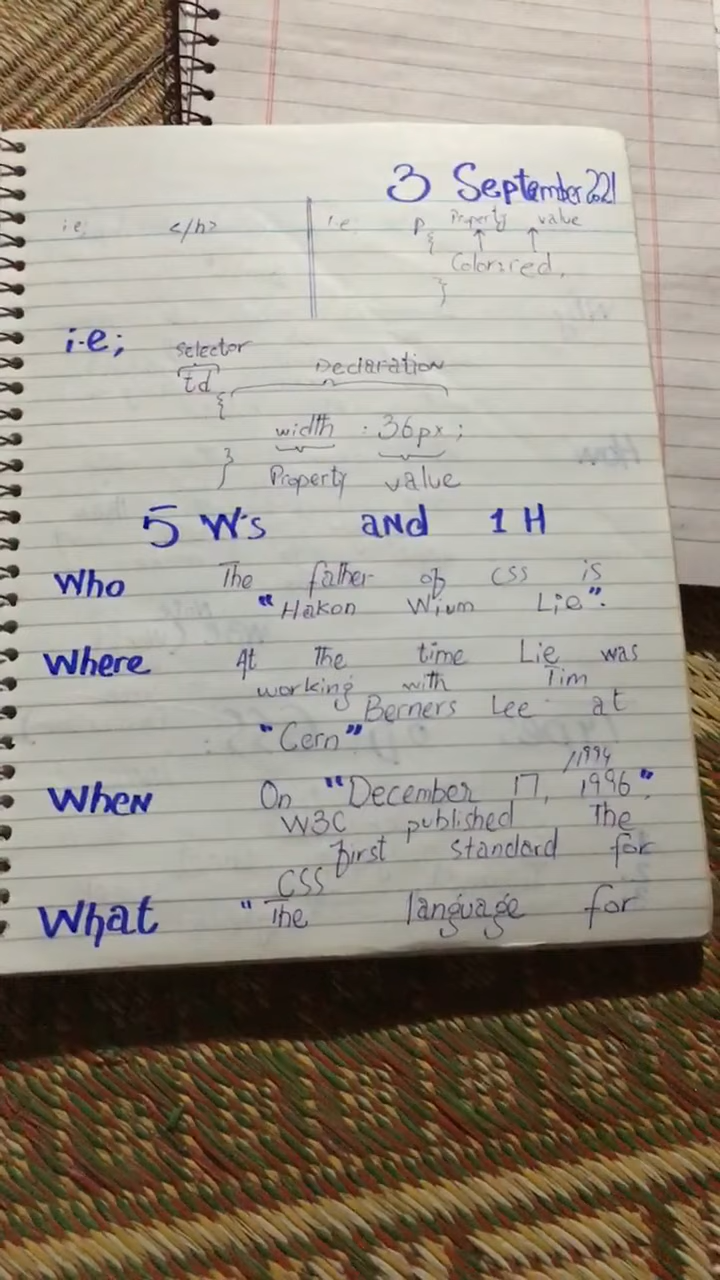 3 September 2021
i.e; </h> i.e p Property value
{
Color:red,
}
i.e; selector
Declaration
td {
width : 36px;
}
Property value
5 W's aNd 1 H
Who The father of css is
"Hakon Wium Lie".
Where At The time Lie was
working with Tim
Berners Lee at
"Cern"
/1994
WheN On "December 17, 1996".
W3C published The
first standard for
CSS
What "The language for